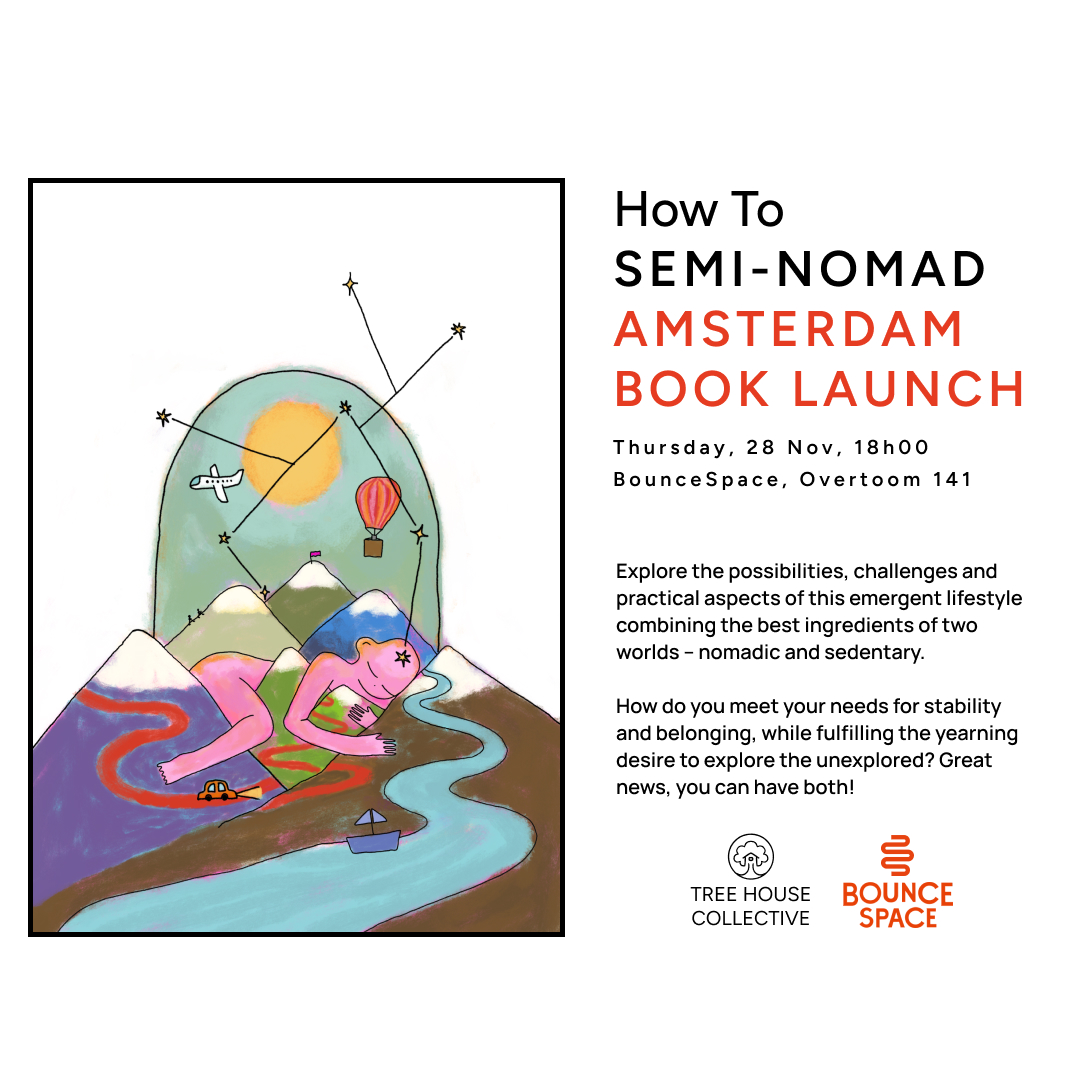 How To
SEMI-NOMAD
AMSTERDAM
BOOK LAUNCH
Thursday, 28 Nov, 18h00
BounceSpace, Overtoom 141
Explore the possibilities, challenges and
practical aspects of this emergent lifestyle
combining the best ingredients of two
worlds – nomadic and sedentary.
How do you meet your needs for stability
and belonging, while fulfilling the yearning
desire to explore the unexplored? Great
news, you can have both!
TREE HOUSE
COLLECTIVE
BOUNCE
SPACE